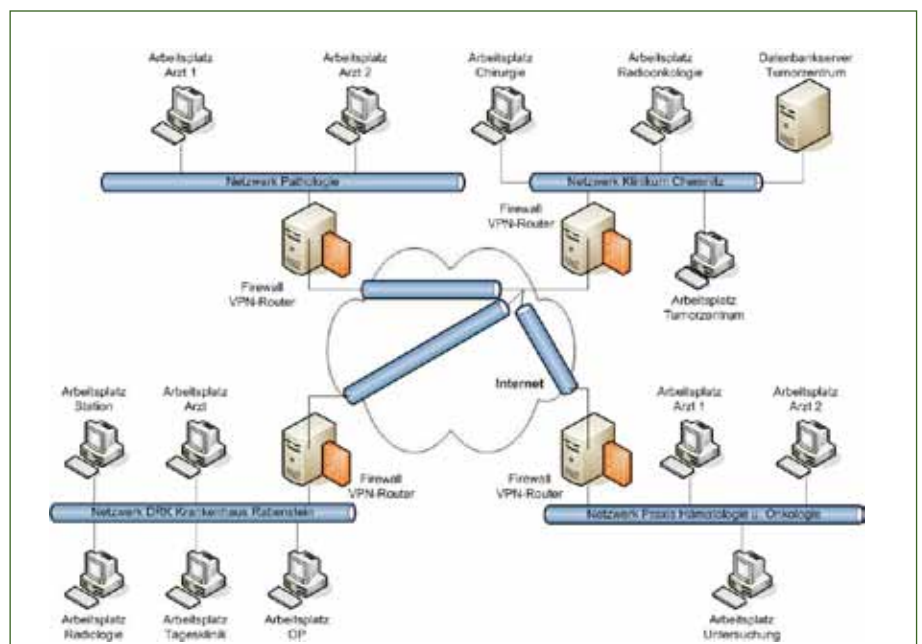 Arbeitsplatz
Arzt 1
Arbeitsplatz
Arzt 2
Arbeitsplatz
Chirurgie
Arbeitsplatz
Radioonkologie
Datenbankserver
Tumorzentrum
Netzwerk Pathologie
Netzwerk Klinikum Chemnitz
Firewall
VPN-Router
Firewall
VPN-Router
Arbeitsplatz
Tumorzentrum
Internet
Arbeitsplatz
Station
Arbeitsplatz
Arzt
Firewall
VPN-Router
Firewall
VPN-Router
Arbeitsplatz
Arzt 1
Arbeitsplatz
Arzt 2
Netzwerk DRK Krankenhaus Rabenstein
Netzwerk Praxis Hämatologie u. Onkologie
Arbeitsplatz
Radiologie
Arbeitsplatz
Tagesklinik
Arbeitsplatz
OP
Arbeitsplatz
Untersuchung